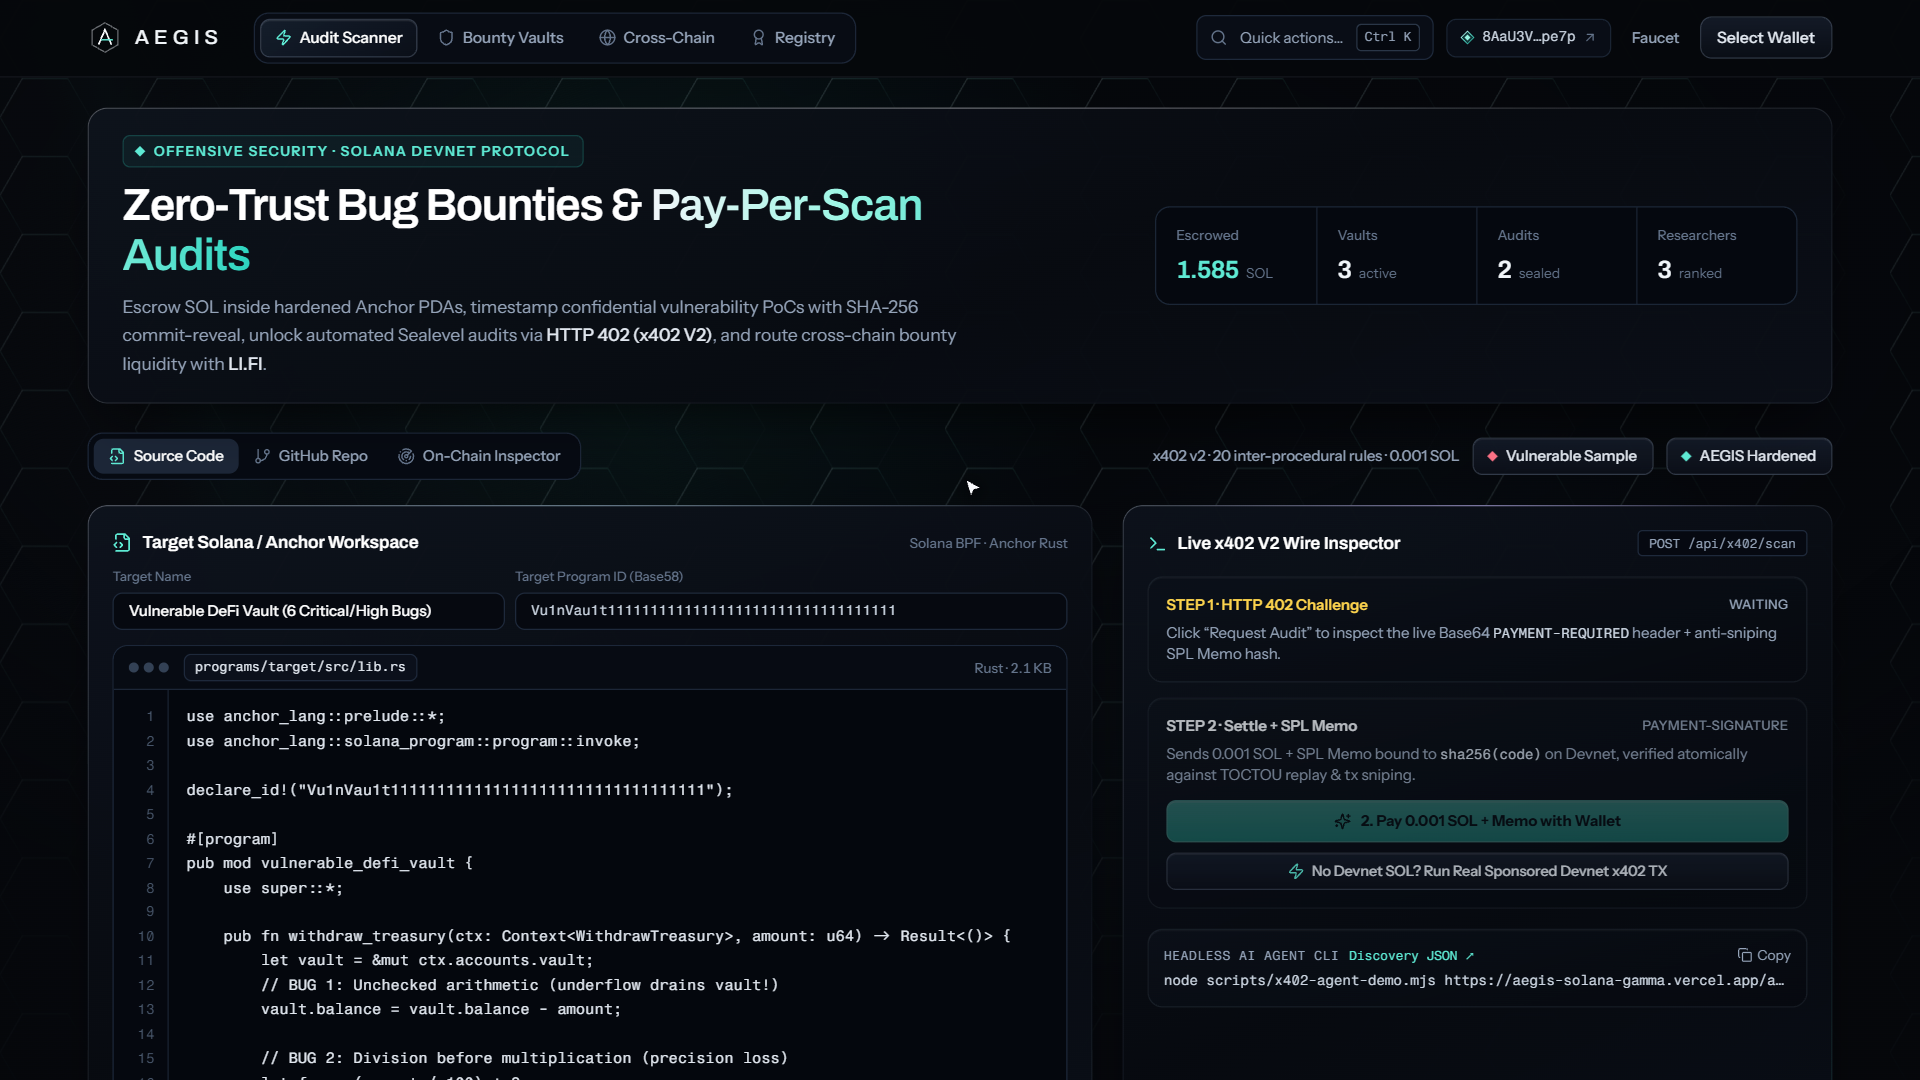 AEGIS
Audit Scanner
Bounty Vaults
Cross-Chain
Registry
Quick actions...
Ctrl K
8AaU3V…pe7p ↗
Faucet
Select Wallet
OFFENSIVE SECURITY · SOLANA DEVNET PROTOCOL
Zero-Trust Bug Bounties & Pay-Per-Scan
Audits
Escrow SOL inside hardened Anchor PDAs, timestamp confidential vulnerability PoCs with SHA-256
commit-reveal, unlock automated Sealevel audits via HTTP 402 (x402 V2), and route cross-chain bounty
liquidity with LI.FI.
Escrowed
1.585 SOL
Vaults
3 active
Audits
2 sealed
Researchers
3 ranked
Source Code
GitHub Repo
On-Chain Inspector
x402 v2 · 20 inter-procedural rules · 0.001 SOL
Vulnerable Sample
AEGIS Hardened
Target Solana / Anchor Workspace
Solana BPF · Anchor Rust
Target Name
Target Program ID (Base58)
Vulnerable DeFi Vault (6 Critical/High Bugs)
programs/target/src/lib.rs
Rust · 2.1 KB
1 use anchor_lang::prelude::*;
2 use anchor_lang::solana_program::program::invoke;
3
4
5
6 #[program]
7 pub mod vulnerable_defi_vault {
8 use super::*;
9
10 pub fn withdraw_treasury(ctx: Context<WithdrawTreasury>, amount: u64) -> Result<()> {
11 let vault = &mut ctx.accounts.vault;
12 // BUG 1: Unchecked arithmetic (underflow drains vault!)
13 vault.balance = vault.balance - amount;
14
15 // BUG 2: Division before multiplication (precision loss)
Live x402 V2 Wire Inspector
POST /api/x402/scan
STEP 1 · HTTP 402 Challenge
WAITING
Click “Request Audit” to inspect the live Base64 PAYMENT-REQUIRED header + anti-sniping
SPL Memo hash.
STEP 2 · Settle + SPL Memo
PAYMENT-SIGNATURE
Sends 0.001 SOL + SPL Memo bound to sha256(code) on Devnet, verified atomically
against TOCTOU replay & tx sniping.
2. Pay 0.001 SOL + Memo with Wallet
No Devnet SOL? Run Real Sponsored Devnet x402 TX
HEADLESS AI AGENT CLI Discovery JSON ↗
Copy
node scripts/x402-agent-demo.mjs https://aegis-solana-gamma.vercel.app/a…